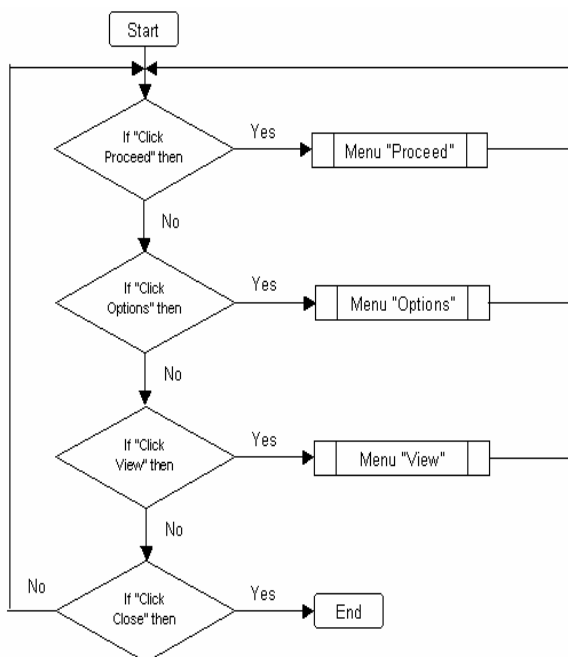 Start
If "Click
Proceed" then
Yes
Menu "Proceed"
No
If "Click
Options" then
Yes
Menu "Options"
No
If "Click
View" then
Yes
Menu "View"
No
No
If "Click
Close" then
Yes
End